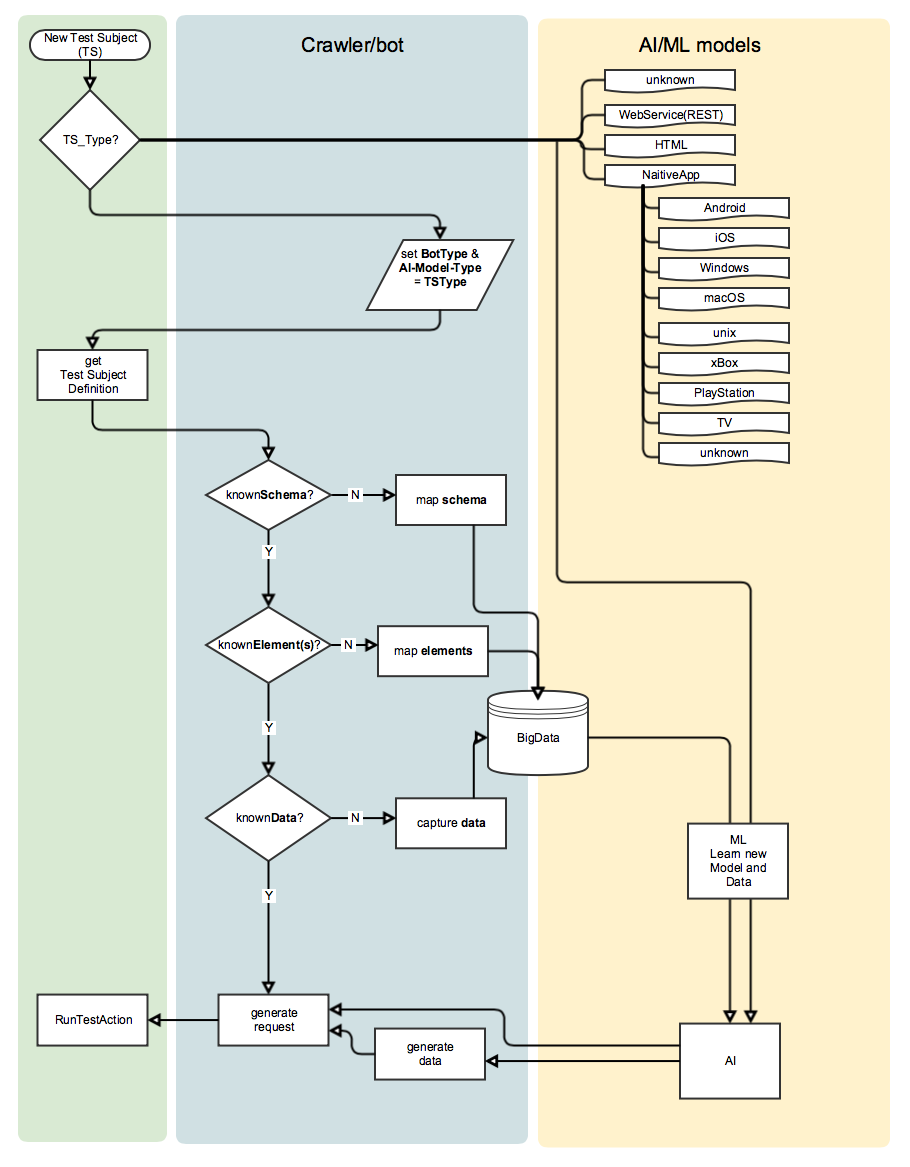 New Test Subject
(TS)
Crawler/bot
AI/ML models
unknown
WebService(REST)
TS_Type?
HTML
NaitiveApp
Android
iOS
Windows
macOS
unix
xBox
PlayStation
TV
unknown
set BotType &
AI-Model-Type
= TSType
get
Test Subject
Definition
knownSchema?
N
map schema
Y
knownElement(s)?
N
map elements
Y
BigData
knownData?
N
capture data
ML
Learn new
Model and
Data
Y
RunTestAction
generate
request
generate
data
AI